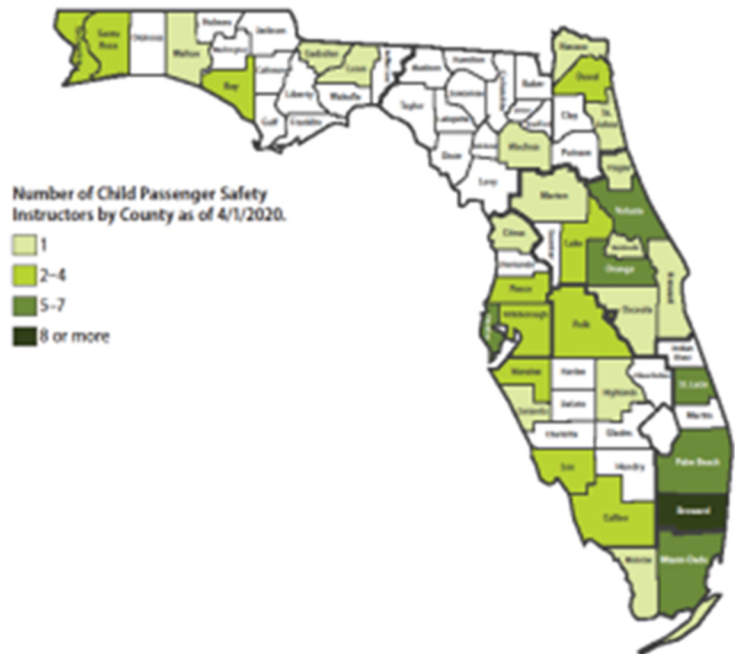 Santa
Rosa
Walton
Holmes
Washington
Jackson
Bay
Calhoun
Gulf
Liberty
Franklin
Gadsden
Leon
Wakulla
Madison
Taylor
Hamilton
Suwannee
Lafayette
Dixie
Columbia
Baker
Nassau
Duval
Clay
St.
Johns
Alachua
Putnam
Levy
Marion
Flagler
Volusia
Citrus
Sumter
Lake
Seminole
Orange
Brevard
Hernando
Pasco
Hillsborough
Polk
Osceola
Indian
River
Number of Child Passenger Safety
Instructors by County as of 4/1/2020.
1
2–4
5–7
8 or more
Manatee
Hardee
Highlands
St. Lucie
Martin
Sarasota
DeSoto
Charlotte
Glades
Lee
Hendry
Palm Beach
Collier
Broward
Monroe
Miami-Dade